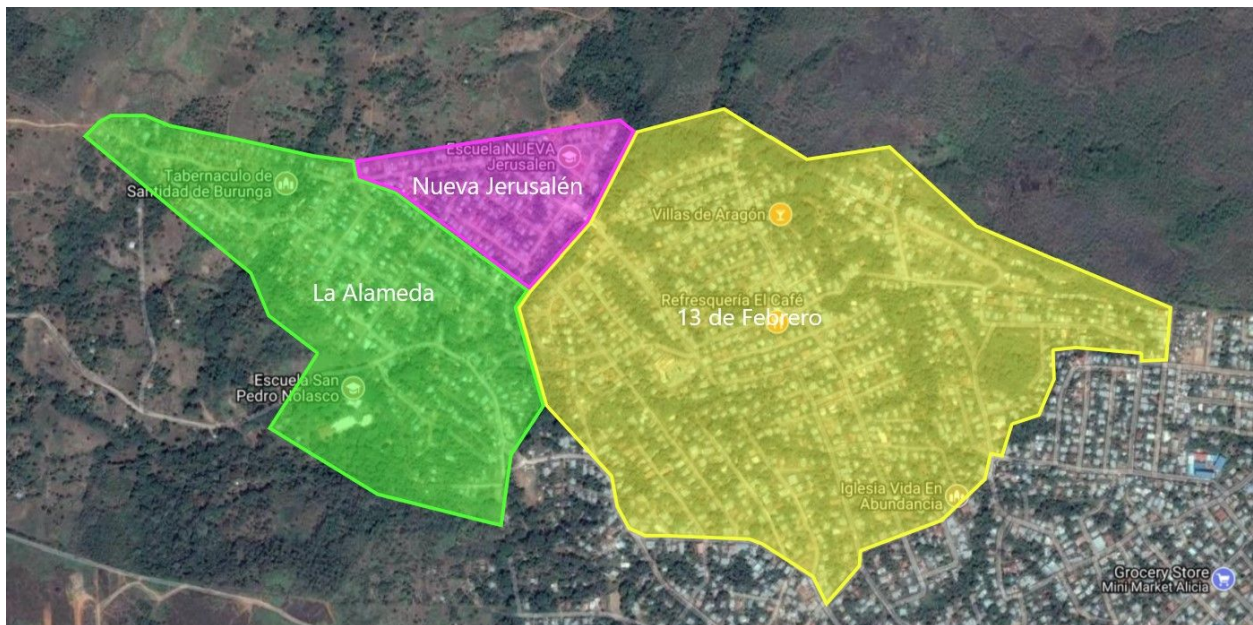 Escuela NUEVA
Jerusalen
Nueva Jerusalén
Tabernaculo de
Santidad de Burunga
Villas de Aragón
La Alameda
Refresquería El Café
13 de Febrero
Escuela San
Pedro Nolasco
Iglesia Vida En
Abundancia
Grocery Store
Mini Market Alicia